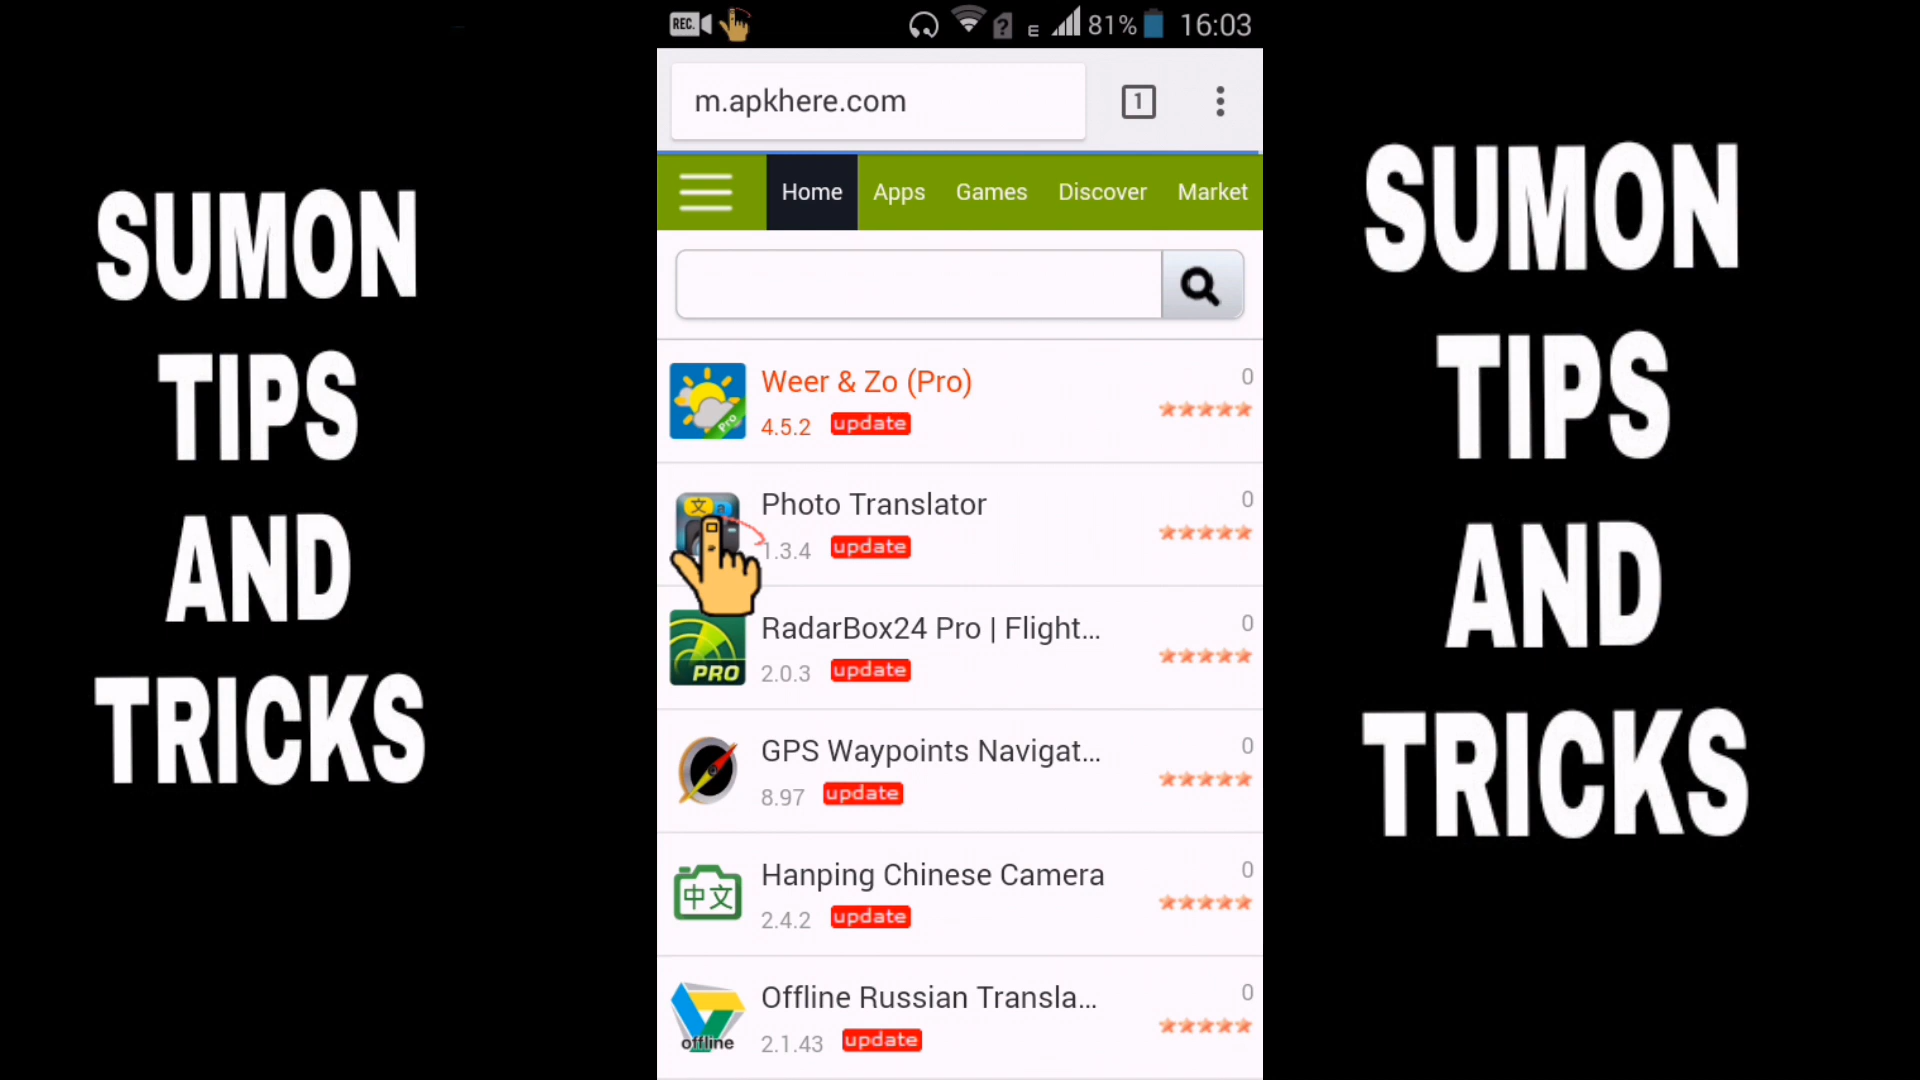 REC.
? E 81% 16:03
m.apkhere.com
1
Home Apps Games Discover Market
Weer & Zo (Pro) 0
Pro
4.5.2 update
Photo Translator 0
文 a
1.3.4 update
RadarBox24 Pro | Flight... 0
PRO
2.0.3 update
GPS Waypoints Navigat... 0
8.97 update
Hanping Chinese Camera 0
中文
2.4.2 update
Offline Russian Transla... 0
offline
2.1.43 update
SUMON
TIPS
AND
TRICKS
SUMON
TIPS
AND
TRICKS